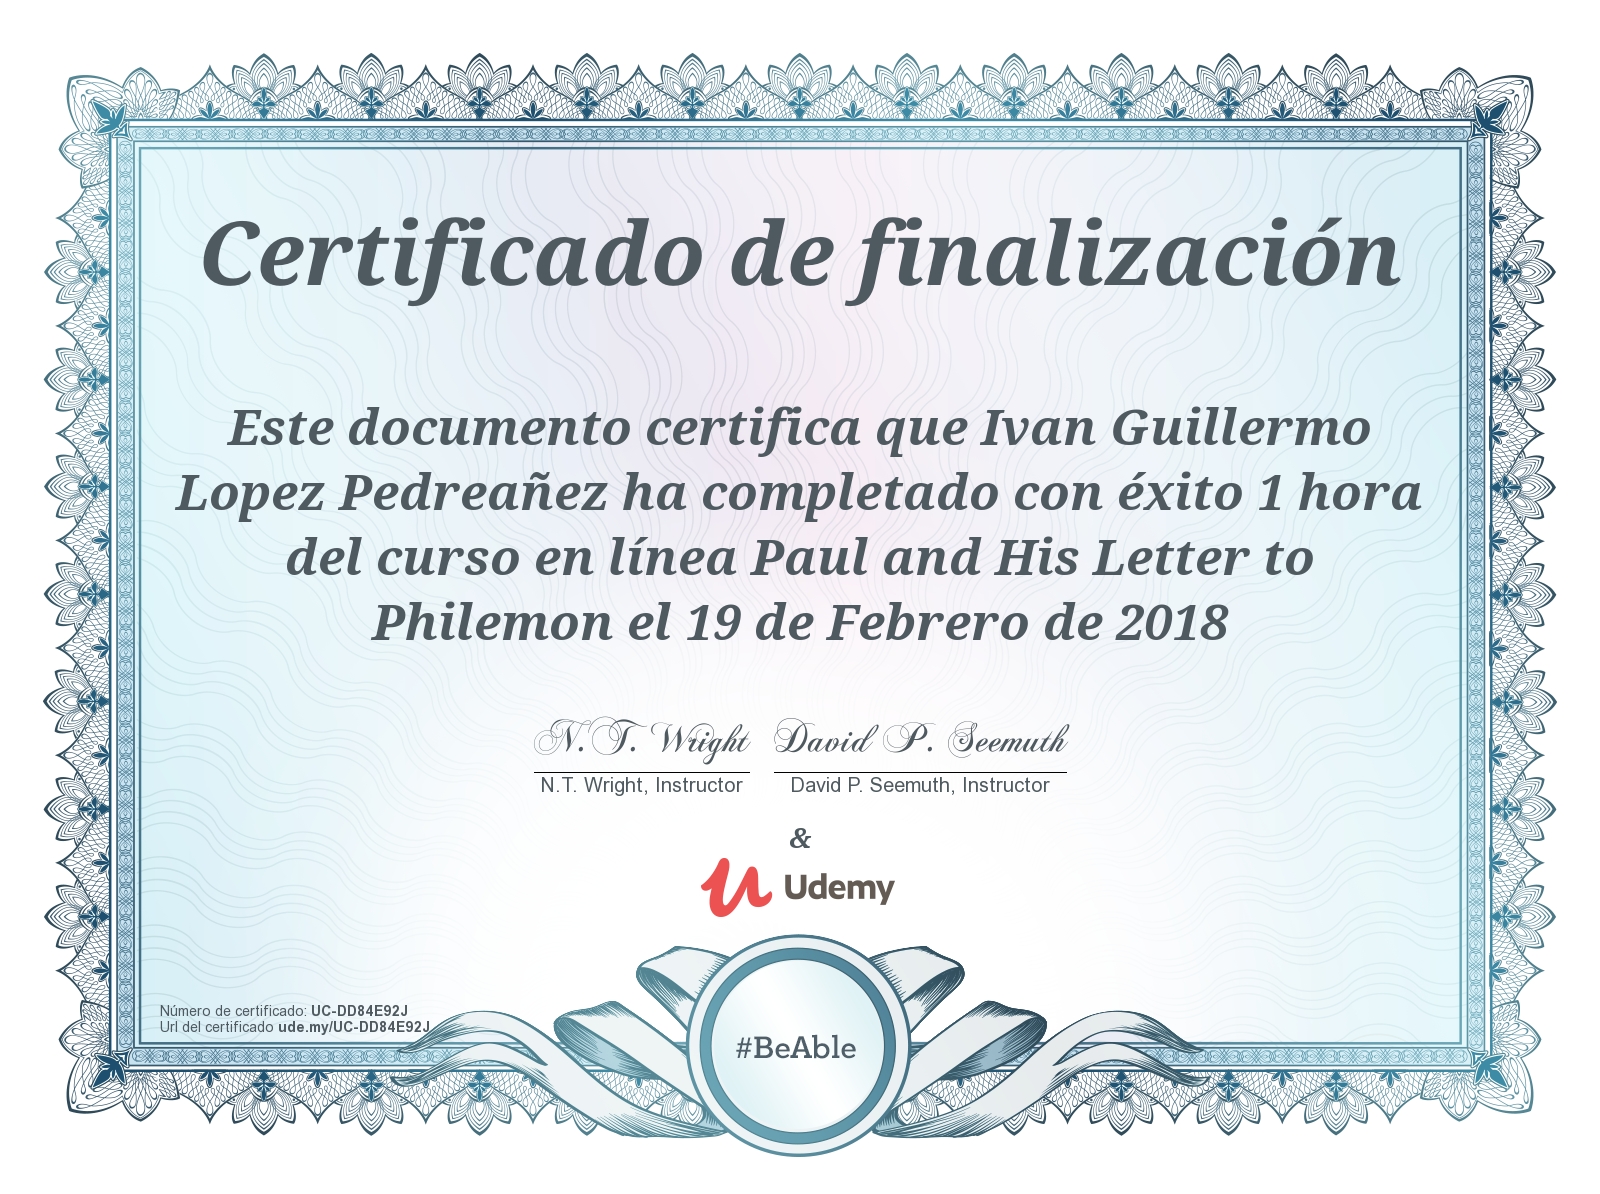 Certificado de finalización
Este documento certifica que Ivan Guillermo
Lopez Pedreañez ha completado con éxito 1 hora
del curso en línea Paul and His Letter to
Philemon el 19 de Febrero de 2018
N.T. Wright David P. Seemuth
N.T. Wright, Instructor David P. Seemuth, Instructor
&
Udemy
Número de certificado: UC-DD84E92J
Url del certificado ude.my/UC-DD84E92J
#BeAble